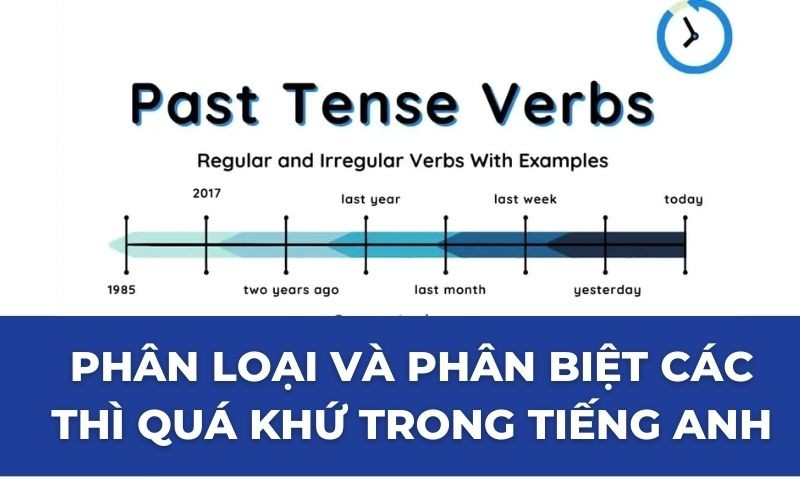 Past Tense Verbs
Regular and Irregular Verbs With Examples
2017 last year last week today
1985 two years ago last month yesterday
PHÂN LOẠI VÀ PHÂN BIỆT CÁC
THÌ QUÁ KHỨ TRONG TIẾNG ANH